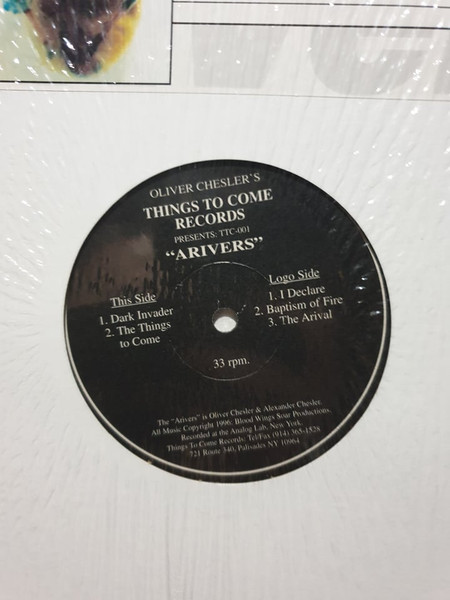 OLIVER CHESLER'S
THINGS TO COME
RECORDS
PRESENTS: TTC-001
"ARIVERS"
This Side
1. Dark Invader
2. The Things
to Come
Logo Side
1. I Declare
2. Baptism of Fire
3. The Arival
33 rpm.
The "Arivers" is Oliver Chesler & Alexander Chesler.
All Music Copyright 1996, Blood Wings Soar Productions.
Recorded at the Analog Lab, New York.
Things To Come Records: Tel/Fax (914) 365-1528
721 Route 340, Palisades NY 10964